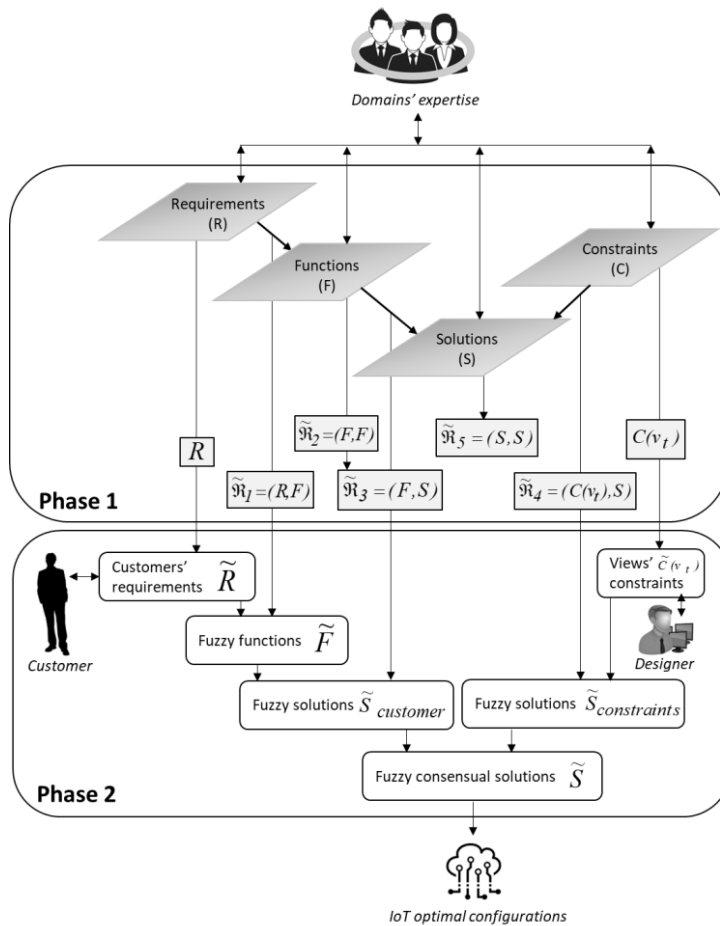 Domains' expertise
Requirements
(R)
Functions
(F)
Constraints
(C)
Solutions
(S)
R
ℜ̃₂=(F,F)
ℜ̃₅=(S,S)
C(vₜ)
ℜ̃₁=(R,F)
ℜ̃₃=(F,S)
ℜ̃₄=(C(vₜ),S)
Phase 1
Customers'
requirements R̃
Views' C̃(vₜ)
constraints
Customer
Designer
Fuzzy functions F̃
Fuzzy solutions S̃ customer
Fuzzy solutions S̃constraints
Fuzzy consensual solutions S̃
Phase 2
IoT optimal configurations